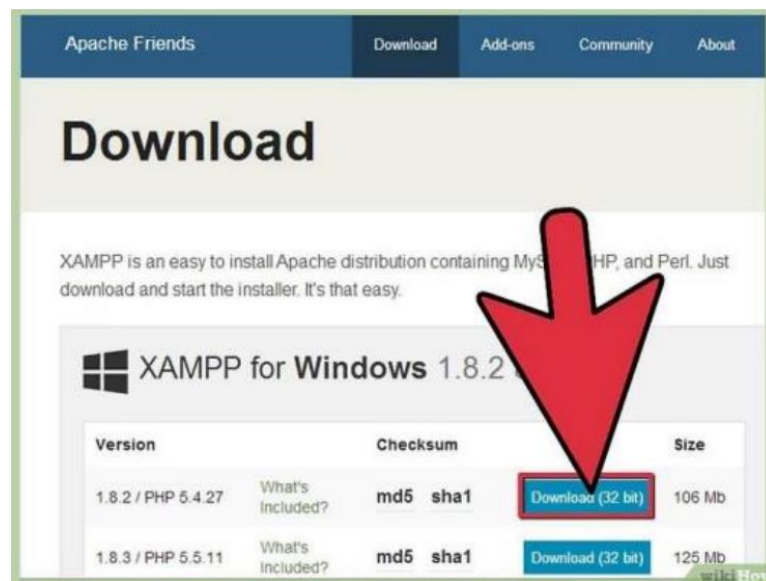 Apache Friends Download Add-ons Community About
Download
XAMPP is an easy to install Apache distribution containing HP, and Perl. Just
download and start the installer. It's that easy.
XAMPP for Windows 1.8.2
Version Checksum Size
1.8.2 / PHP 5.4.27 What's Included? md5 sha1 Download (32 bit) 106 Mb
1.8.3 / PHP 5.5.11 What's Included? md5 sha1 Download (32 bit) 125 Mb
wikiHow